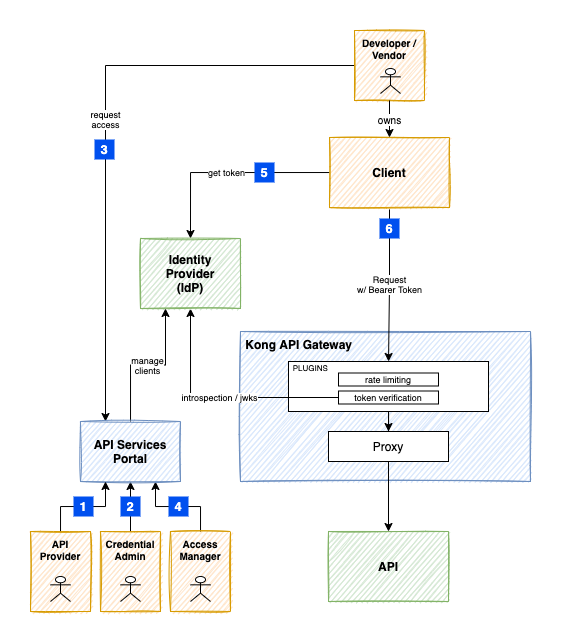 Developer /
Vendor
request
access
3
owns
Client
get token
5
6
Identity
Provider
(IdP)
Request
w/ Bearer Token
Kong API Gateway
PLUGINS
rate limiting
manage
clients
introspection / jwks
token verification
API Services
Portal
Proxy
1
2
4
API
Provider
Credential
Admin
Access
Manager
API